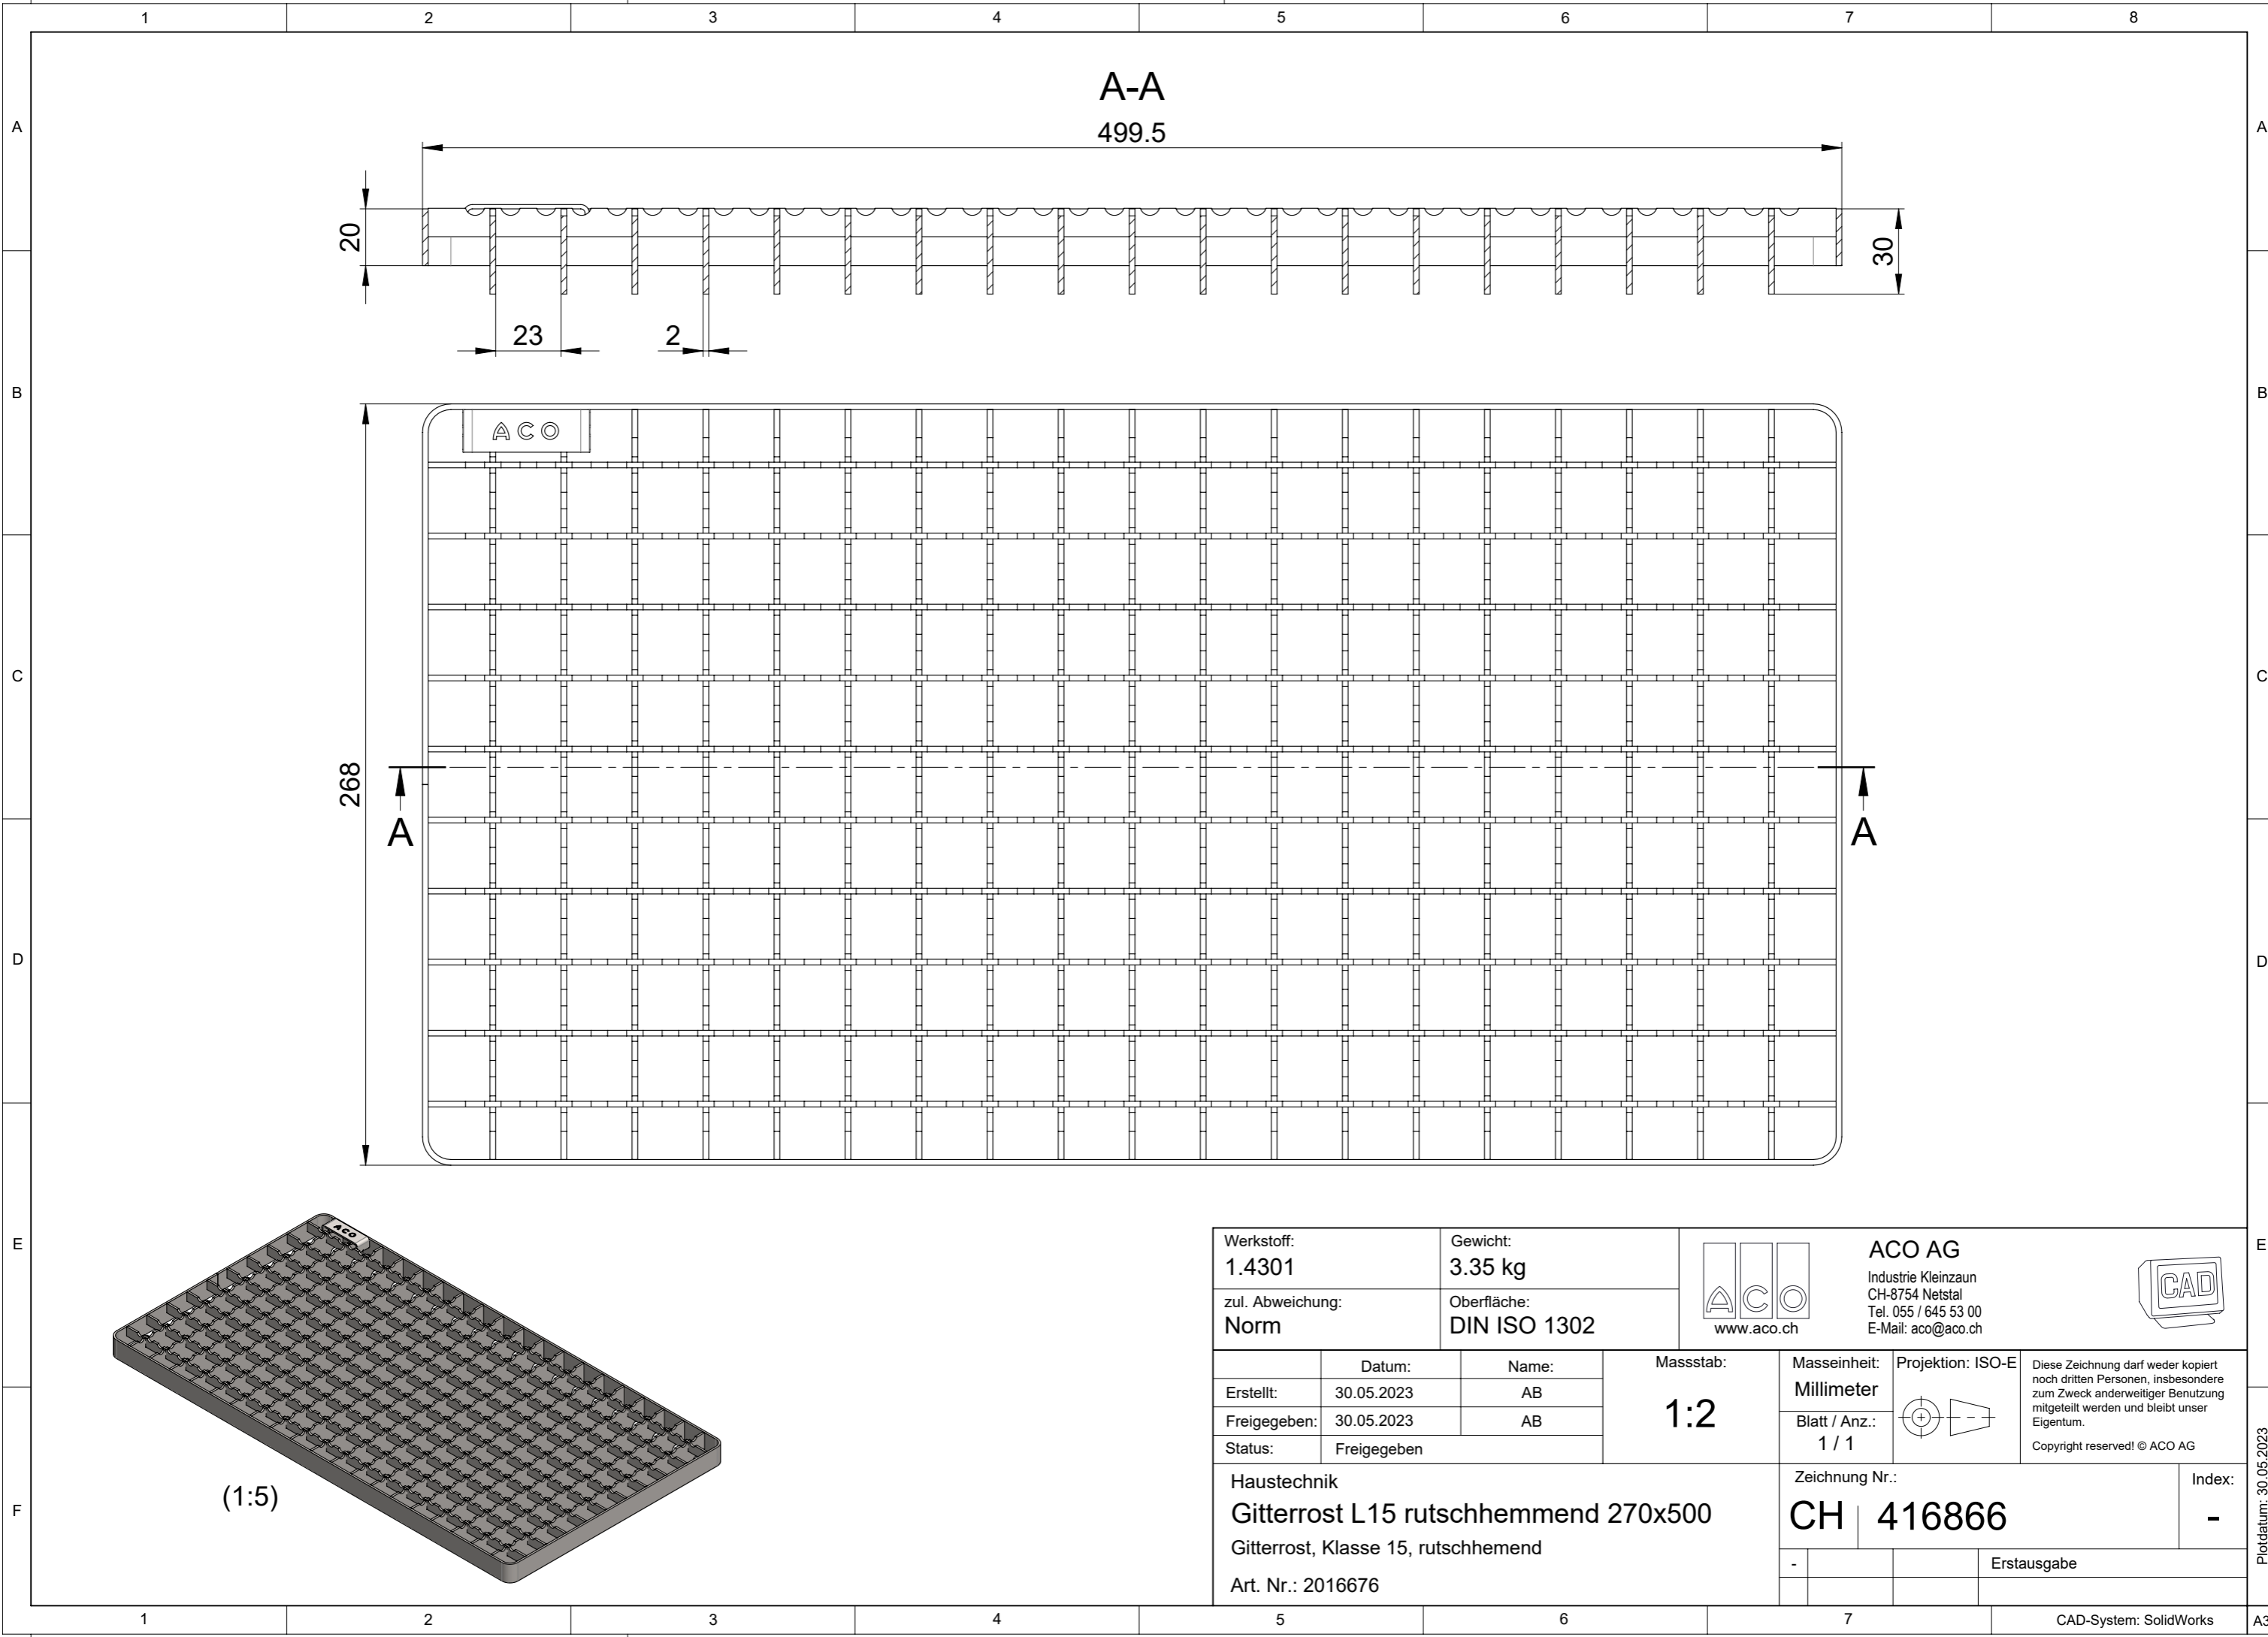 1 2 3 4 5 6 7 8
A-A
499.5
A A
20
30
23
2
B B
ACO
C C
268
A A
D D
ACO
E E
(1:5)
F
Werkstoff:
1.4301
Gewicht:
3.35 kg
zul. Abweichung:
Norm
Oberfläche:
DIN ISO 1302
ACO
www.aco.ch
ACO AG
Industrie Kleinzaun
CH-8754 Netstal
Tel. 055 / 645 53 00
E-Mail: aco@aco.ch
CAD
Datum: Name:
Erstellt: 30.05.2023 AB
Freigegeben: 30.05.2023 AB
Status: Freigegeben
Massstab:
1:2
Masseinheit:
Millimeter
Blatt / Anz.:
1 / 1
Projektion: ISO-E
Diese Zeichnung darf weder kopiert
noch dritten Personen, insbesondere
zum Zweck anderweitiger Benutzung
mitgeteilt werden und bleibt unser
Eigentum.
Copyright reserved! © ACO AG
Haustechnik
Gitterrost L15 rutschhemmend 270x500
Gitterrost, Klasse 15, rutschhemend
Art. Nr.: 2016676
Zeichnung Nr.:
CH 416866
Index:
-
- Erstausgabe
Plotdatum: 30.05.2023
1 2 3 4 5 6 7
CAD-System: SolidWorks
A3